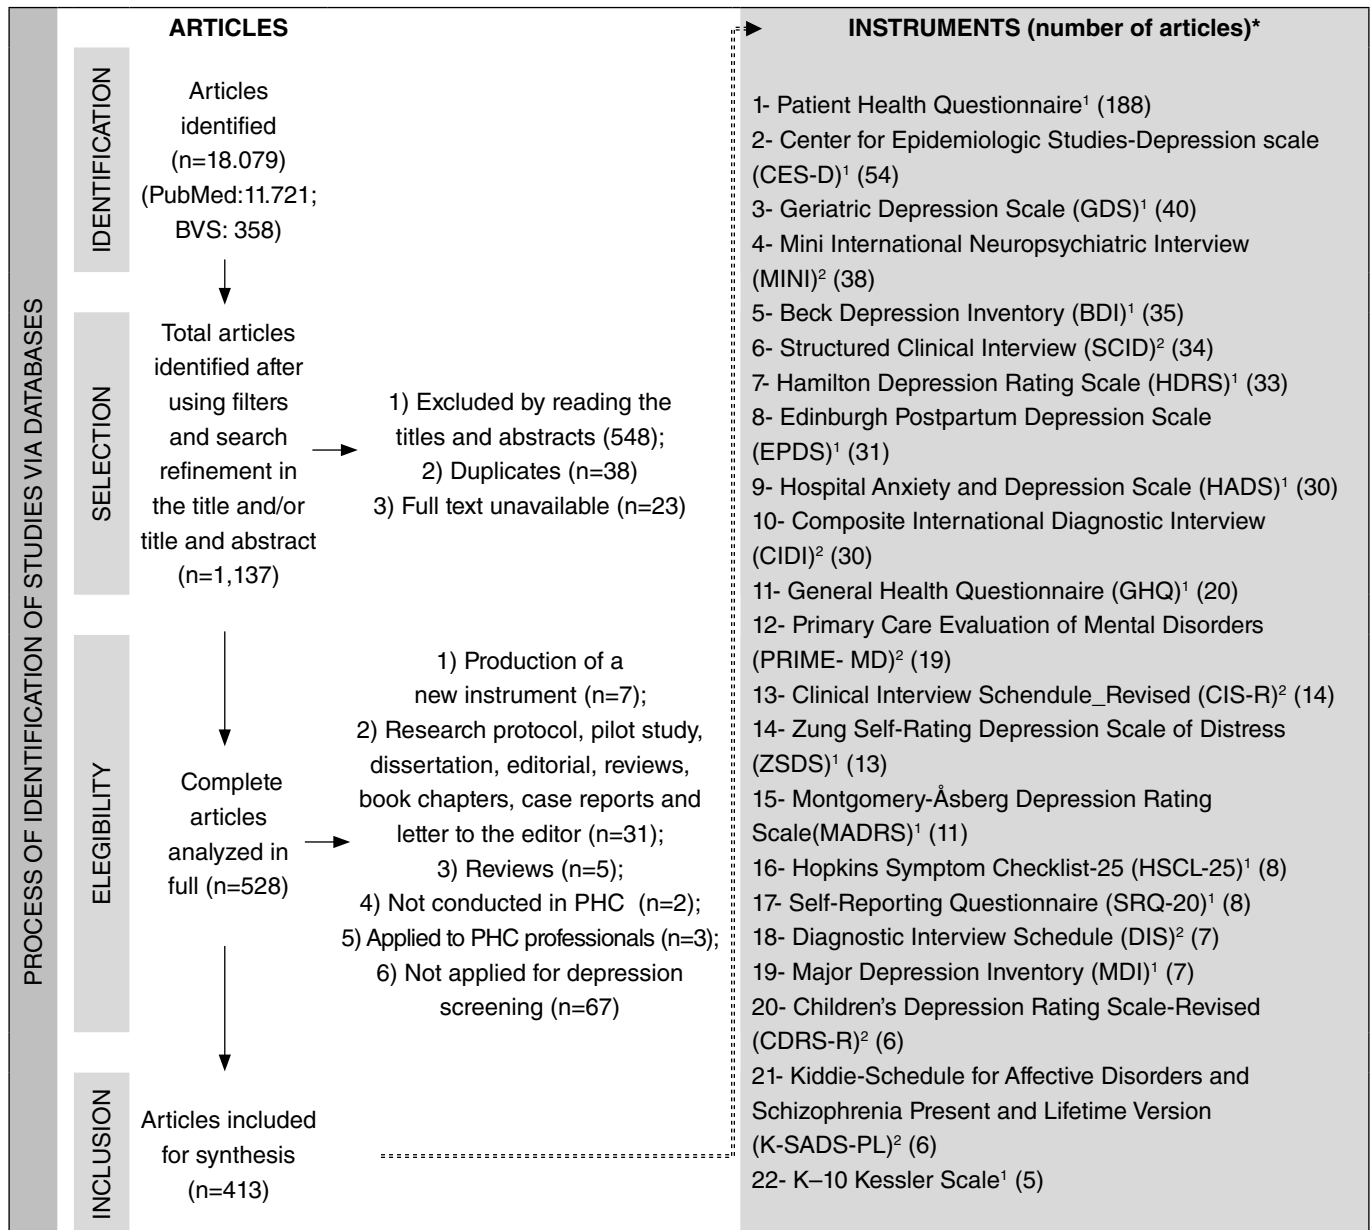 PROCESS OF IDENTIFICATION OF STUDIES VIA DATABASES
ARTICLES
IDENTIFICATION
Articles
identified
(n=18.079)
(PubMed:11.721;
BVS: 358)
SELECTION
Total articles
identified after
using filters
and search
refinement in
the title and/or
title and abstract
(n=1,137)
1) Excluded by reading the
titles and abstracts (548);
2) Duplicates (n=38)
3) Full text unavailable (n=23)
ELEGIBILITY
Complete
articles
analyzed in
full (n=528)
1) Production of a
new instrument (n=7);
2) Research protocol, pilot study,
dissertation, editorial, reviews,
book chapters, case reports and
letter to the editor (n=31);
3) Reviews (n=5);
4) Not conducted in PHC (n=2);
5) Applied to PHC professionals (n=3);
6) Not applied for depression
screening (n=67)
INCLUSION
Articles included
for synthesis
(n=413)
INSTRUMENTS (number of articles)*
1- Patient Health Questionnaire¹ (188)
2- Center for Epidemiologic Studies-Depression scale
(CES-D)¹ (54)
3- Geriatric Depression Scale (GDS)¹ (40)
4- Mini International Neuropsychiatric Interview
(MINI)² (38)
5- Beck Depression Inventory (BDI)¹ (35)
6- Structured Clinical Interview (SCID)² (34)
7- Hamilton Depression Rating Scale (HDRS)¹ (33)
8- Edinburgh Postpartum Depression Scale
(EPDS)¹ (31)
9- Hospital Anxiety and Depression Scale (HADS)¹ (30)
10- Composite International Diagnostic Interview
(CIDI)² (30)
11- General Health Questionnaire (GHQ)¹ (20)
12- Primary Care Evaluation of Mental Disorders
(PRIME- MD)² (19)
13- Clinical Interview Schendule_Revised (CIS-R)² (14)
14- Zung Self-Rating Depression Scale of Distress
(ZSDS)¹ (13)
15- Montgomery-Åsberg Depression Rating
Scale(MADRS)¹ (11)
16- Hopkins Symptom Checklist-25 (HSCL-25)¹ (8)
17- Self-Reporting Questionnaire (SRQ-20)¹ (8)
18- Diagnostic Interview Schedule (DIS)² (7)
19- Major Depression Inventory (MDI)¹ (7)
20- Children's Depression Rating Scale-Revised
(CDRS-R)² (6)
21- Kiddie-Schedule for Affective Disorders and
Schizophrenia Present and Lifetime Version
(K-SADS-PL)² (6)
22- K–10 Kessler Scale¹ (5)